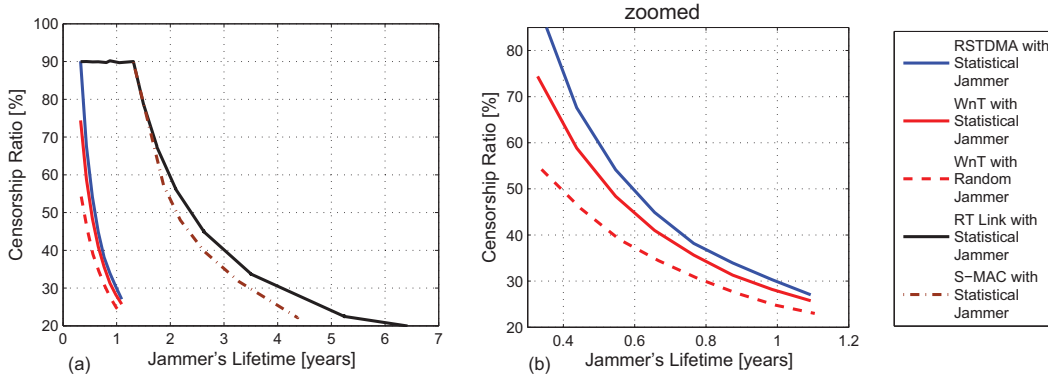 zoomed
Censorship Ratio [%]
100
90
80
70
60
50
40
30
20
0
1
2
3
4
5
6
7
(a)
Jammer's Lifetime [years]
Censorship Ratio [%]
80
70
60
50
40
30
20
0.4
0.6
0.8
1
1.2
(b)
Jammer's Lifetime [years]
RSTDMA with
Statistical
Jammer
WnT with
Statistical
Jammer
WnT with
Random
Jammer
RT Link with
Statistical
Jammer
S−MAC with
Statistical
Jammer